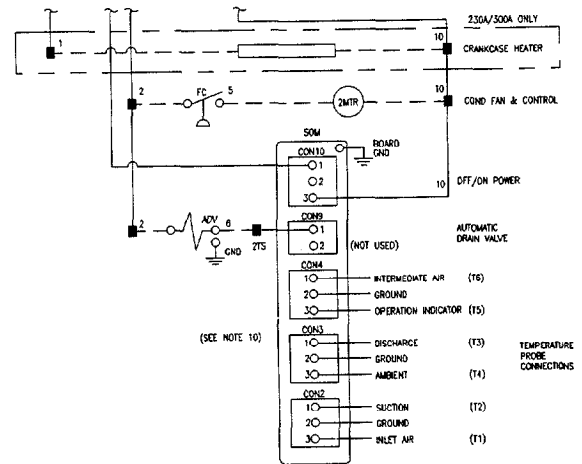 230A/300A ONLY
1 10 CRANKCASE HEATER
2 FC 5 2MTR 10 COND FAN & CONTROL
SOM
BOARD
GND
CON10
1
2
3
10 OFF/ON POWER
2 ADV 6 2TS
GND
CON9
1
2 (NOT USED)
AUTOMATIC
DRAIN VALVE
CON4
1 INTERMEDIATE AIR (T6)
2 GROUND
3 OPERATION INDICATOR (T5)
(SEE NOTE 10)
CON3
1 DISCHARGE (T3)
2 GROUND
3 AMBIENT (T4)
TEMPERATURE
PROBE
CONNECTIONS
CON2
1 SUCTION (T2)
2 GROUND
3 INLET AIR (T1)